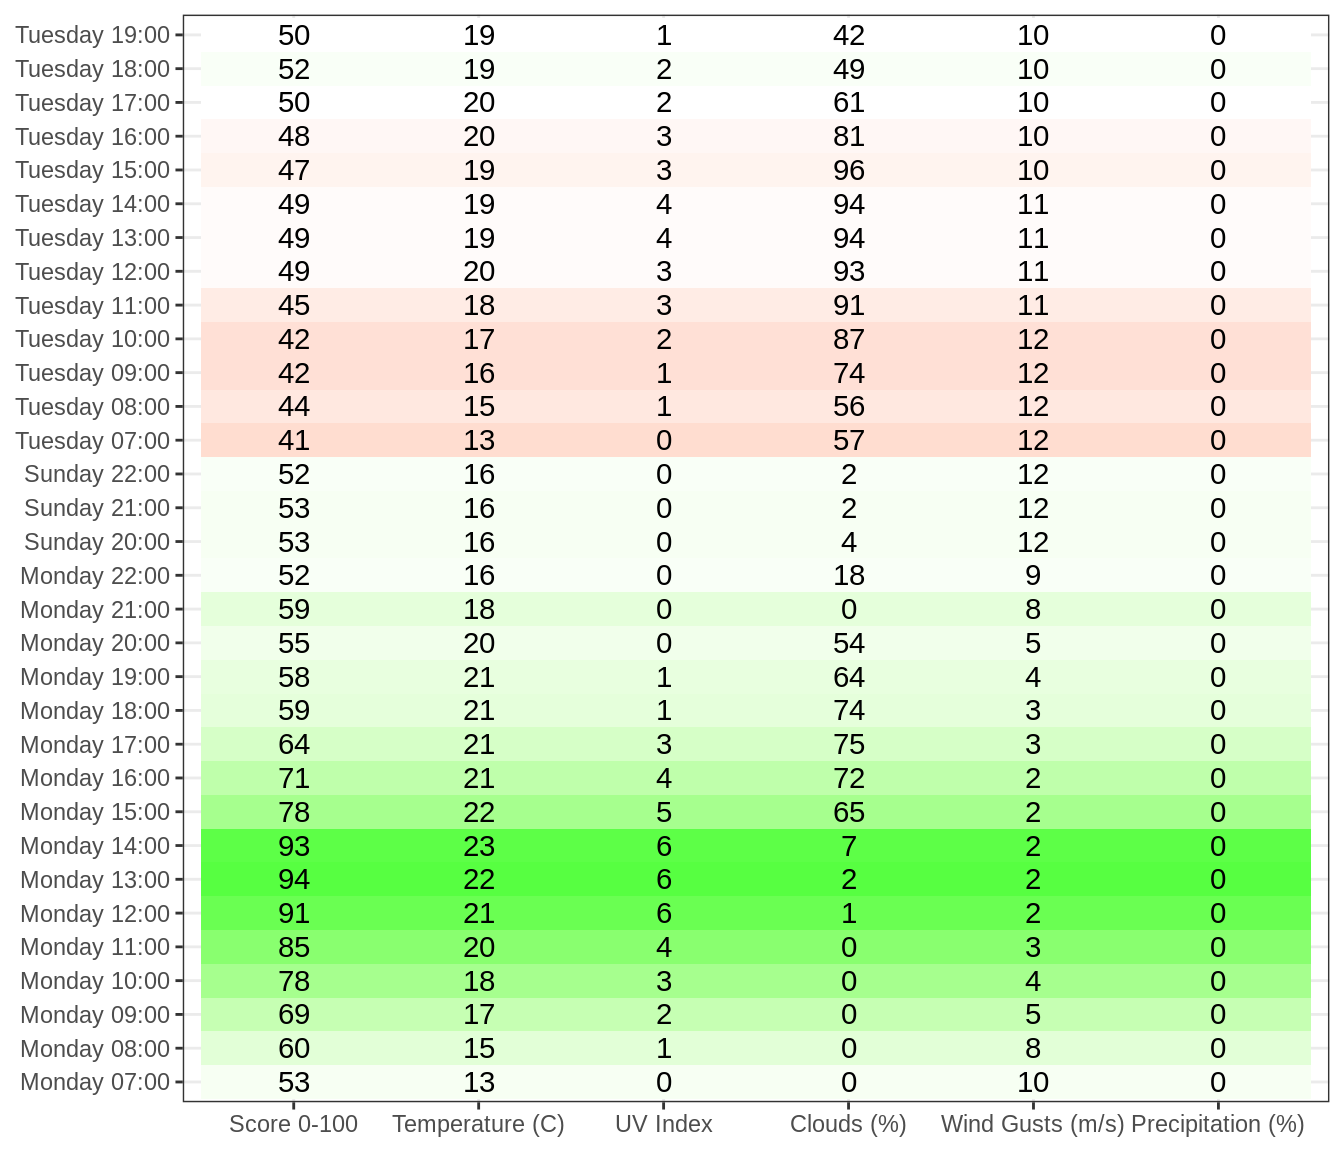 Tuesday 19:00 50 19 1 42 10 0
Tuesday 18:00 52 19 2 49 10 0
Tuesday 17:00 50 20 2 61 10 0
Tuesday 16:00 48 20 3 81 10 0
Tuesday 15:00 47 19 3 96 10 0
Tuesday 14:00 49 19 4 94 11 0
Tuesday 13:00 49 19 4 94 11 0
Tuesday 12:00 49 20 3 93 11 0
Tuesday 11:00 45 18 3 91 11 0
Tuesday 10:00 42 17 2 87 12 0
Tuesday 09:00 42 16 1 74 12 0
Tuesday 08:00 44 15 1 56 12 0
Tuesday 07:00 41 13 0 57 12 0
Sunday 22:00 52 16 0 2 12 0
Sunday 21:00 53 16 0 2 12 0
Sunday 20:00 53 16 0 4 12 0
Monday 22:00 52 16 0 18 9 0
Monday 21:00 59 18 0 0 8 0
Monday 20:00 55 20 0 54 5 0
Monday 19:00 58 21 1 64 4 0
Monday 18:00 59 21 1 74 3 0
Monday 17:00 64 21 3 75 3 0
Monday 16:00 71 21 4 72 2 0
Monday 15:00 78 22 5 65 2 0
Monday 14:00 93 23 6 7 2 0
Monday 13:00 94 22 6 2 2 0
Monday 12:00 91 21 6 1 2 0
Monday 11:00 85 20 4 0 3 0
Monday 10:00 78 18 3 0 4 0
Monday 09:00 69 17 2 0 5 0
Monday 08:00 60 15 1 0 8 0
Monday 07:00 53 13 0 0 10 0
Score 0-100 Temperature (C) UV Index Clouds (%) Wind Gusts (m/s) Precipitation (%)